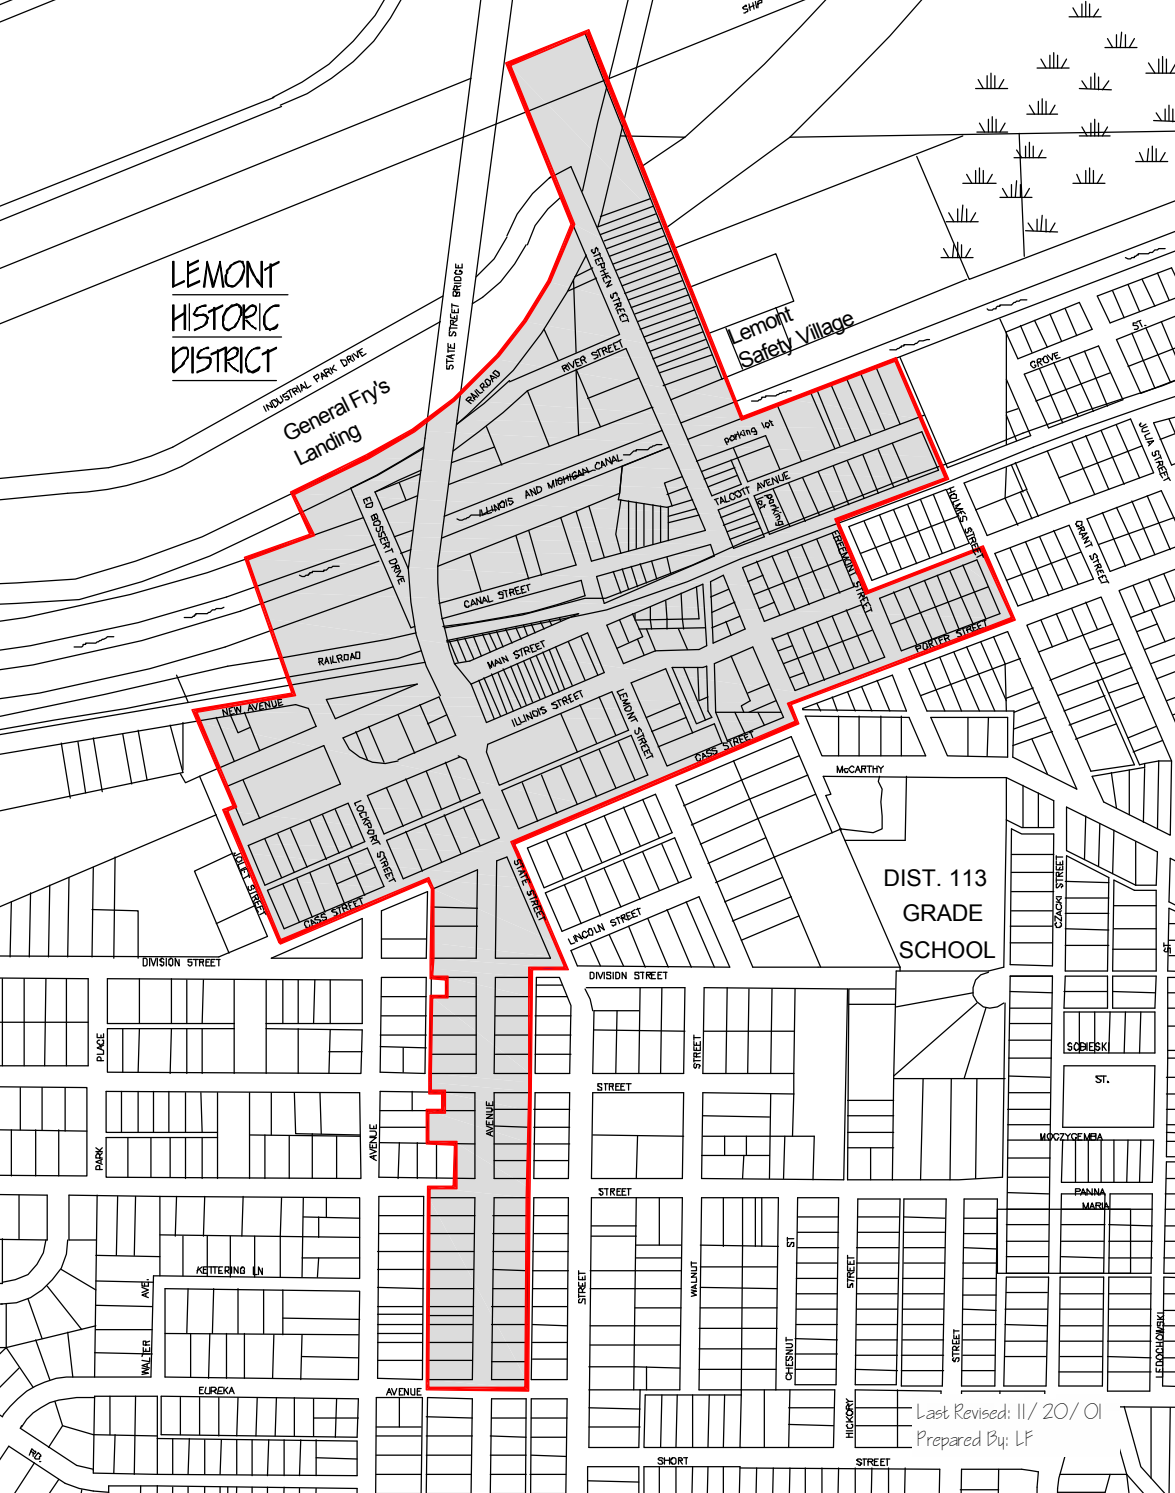 SHIP
LEMONT
HISTORIC
DISTRICT
STATE STREET BRIDGE
STEPHEN STREET
Lemont
Safety Village
INDUSTRIAL PARK DRIVE
General Fry's
Landing
RAILROAD
RIVER STREET
GROVE
ST.
JULIA STREET
parking lot
ILLINOIS AND MICHIGAN CANAL
TALCOTT AVENUE
parking
lot
ED BOSSERT DRIVE
HOLMES STREET
GRANT STREET
FREEMONT STREET
CANAL STREET
PORTER STREET
MAIN STREET
RAILROAD
NEW AVENUE
ILLINOIS STREET
LEMONT STREET
CASS STREET
McCARTHY
LOCKPORT STREET
JOLIET STREET
CASS STREET
STATE STREET
LINCOLN STREET
DIST. 113
GRADE
SCHOOL
CZACKI STREET
ST
DIVISION STREET
DIVISION STREET
PLACE
STREET
SOBIESKI
ST.
STREET
AVENUE
AVENUE
PARK
MOCZYGEMBA
STREET
PANNA
MARIA
ST
KETTERING LN
AVE.
STREET
WALNUT
STREET
WALTER
CHESNUT
STREET
LEDOCHOWSKI
EUREKA
AVENUE
HICKORY
Last Revised: 11/20/01
Prepared By: LF
RD.
SHORT
STREET